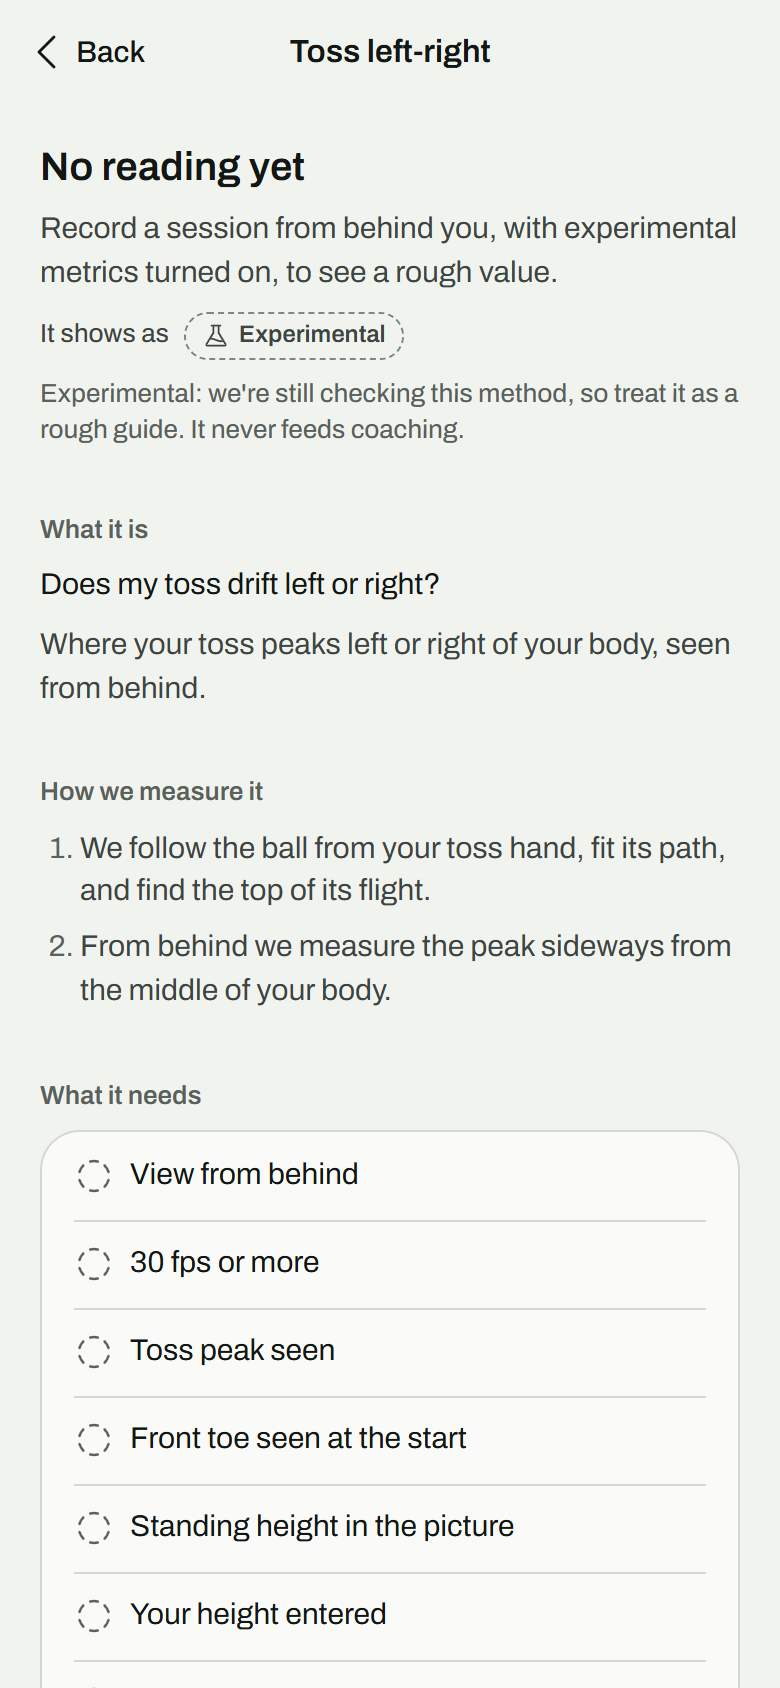 Back
Toss left-right
No reading yet
Record a session from behind you, with experimental
metrics turned on, to see a rough value.
It shows as Experimental
Experimental: we're still checking this method, so treat it as a
rough guide. It never feeds coaching.
What it is
Does my toss drift left or right?
Where your toss peaks left or right of your body, seen
from behind.
How we measure it
1. We follow the ball from your toss hand, fit its path,
and find the top of its flight.
2. From behind we measure the peak sideways from
the middle of your body.
What it needs
View from behind
30 fps or more
Toss peak seen
Front toe seen at the start
Standing height in the picture
Your height entered